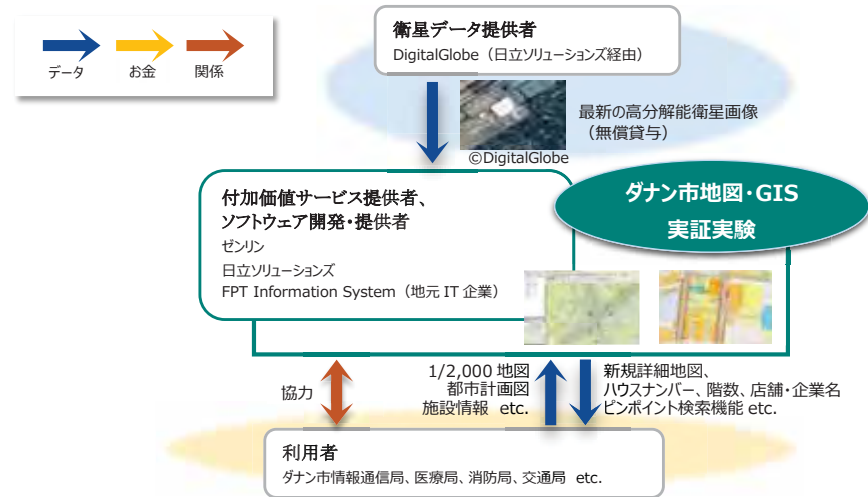 データ
お金
関係
衛星データ提供者
DigitalGlobe（日立ソリューションズ経由）
最新の高分解能衛星画像
（無償貸与）
©DigitalGlobe
付加価値サービス提供者、
ソフトウェア開発・提供者
ゼンリン
日立ソリューションズ
FPT Information System（地元 IT 企業）
ダナン市地図・GIS
実証実験
協力
1/2,000 地図
都市計画図
施設情報 etc.
新規詳細地図、
ハウスナンバー、階数、店舗・企業名
ピンポイント検索機能 etc.
利用者
ダナン市情報通信局、医療局、消防局、交通局 etc.